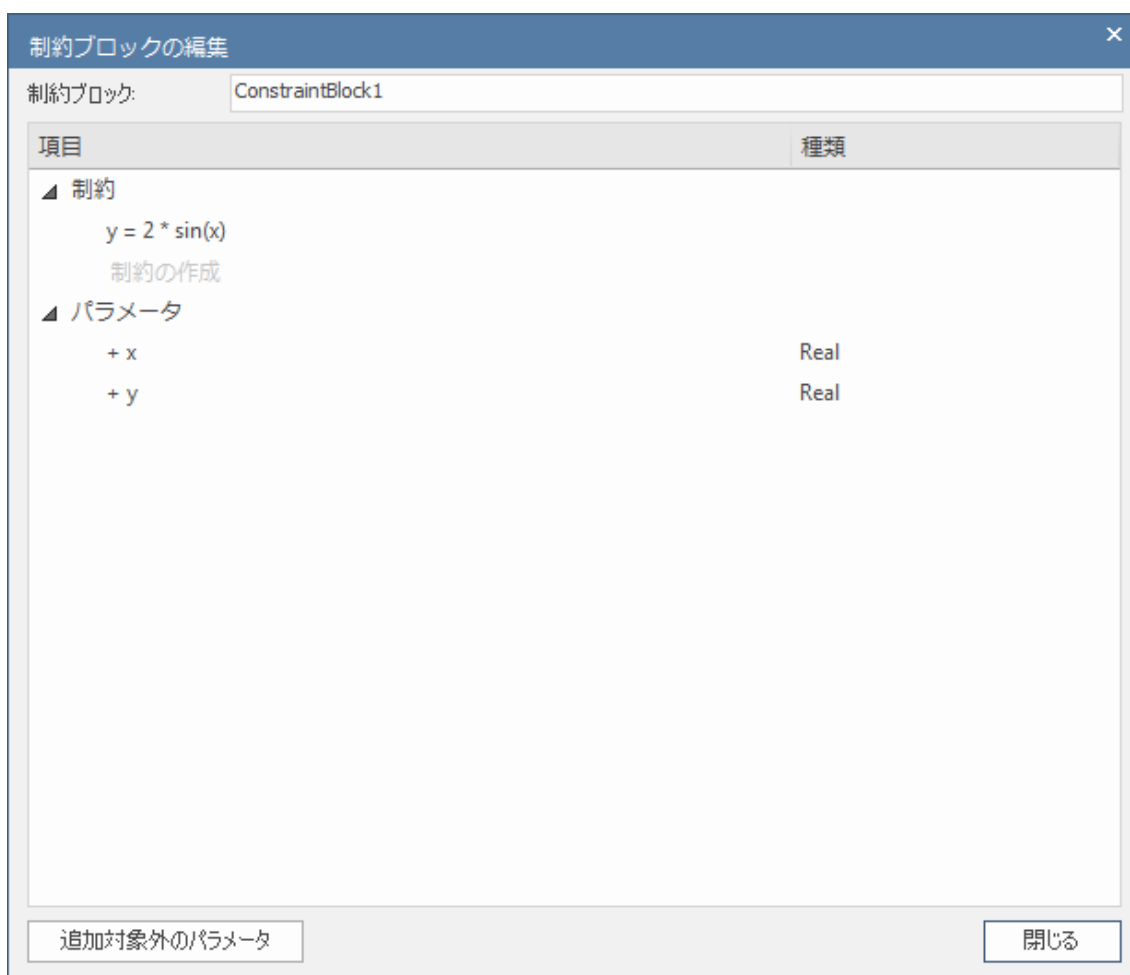 制約ブロックの編集
制約ブロック: ConstraintBlock1
項目 種類
制約
y = 2 * sin(x)
制約の作成
パラメータ
+ x Real
+ y Real
追加対象外のパラメータ 閉じる